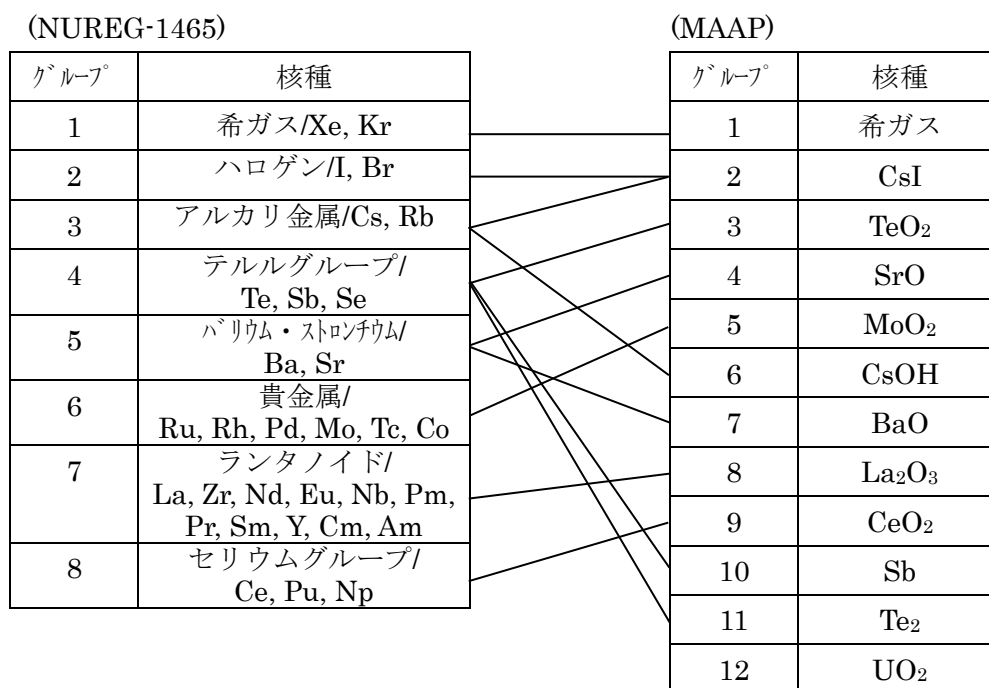 (NUREG-1465)
ｸﾞﾙｰﾌﾟ 核種
1 希ガス/Xe, Kr
2 ハロゲン/I, Br
3 アルカリ金属/Cs, Rb
4 テルルグループ/
Te, Sb, Se
5 ﾊﾞﾘｳﾑ・ｽﾄﾛﾝﾁｳﾑ/
Ba, Sr
6 貴金属/
Ru, Rh, Pd, Mo, Tc, Co
7 ランタノイド/
La, Zr, Nd, Eu, Nb, Pm,
Pr, Sm, Y, Cm, Am
8 セリウムグループ/
Ce, Pu, Np
(MAAP)
ｸﾞﾙｰﾌﾟ 核種
1 希ガス
2 CsI
3 TeO₂
4 SrO
5 MoO₂
6 CsOH
7 BaO
8 La₂O₃
9 CeO₂
10 Sb
11 Te₂
12 UO₂